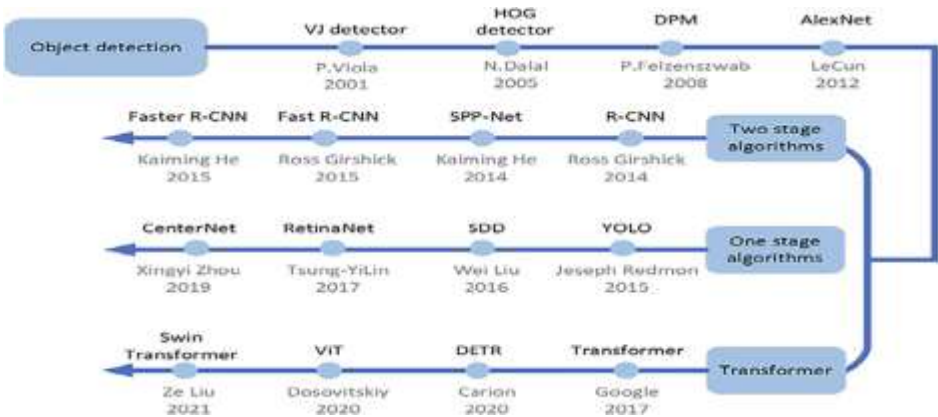 Object detection
VJ detector
P.Viola
2001
HOG
detector
N.Dalal
2005
DPM
P.Felzenszwab
2008
AlexNet
LeCun
2012
Two stage
algorithms
R-CNN
Ross Girshick
2014
SPP-Net
Kaiming He
2014
Fast R-CNN
Ross Girshick
2015
Faster R-CNN
Kaiming He
2015
One stage
algorithms
YOLO
Jeseph Redmon
2015
SDD
Wei Liu
2016
RetinaNet
Tsung-YiLin
2017
CenterNet
Xingyi Zhou
2019
Transformer
Transformer
Google
2017
DETR
Carion
2020
ViT
Dosovitskiy
2020
Swin
Transformer
Ze Liu
2021